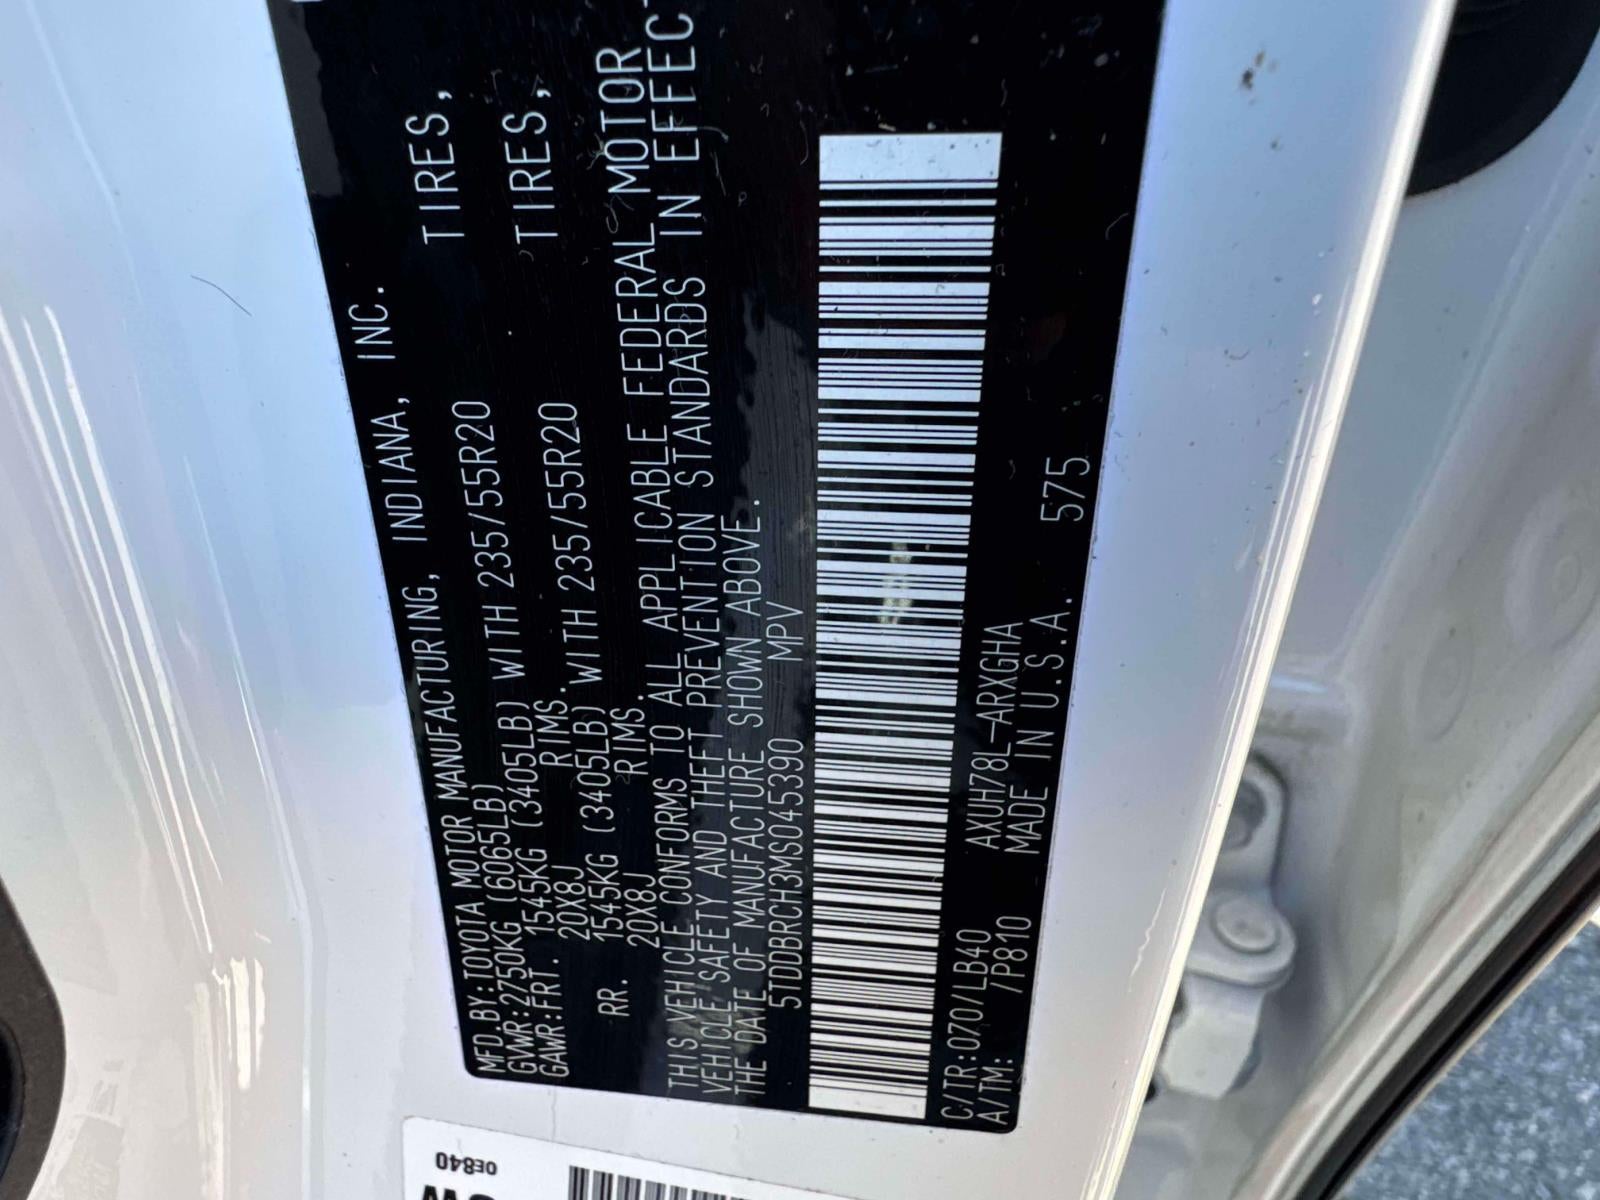 MFD.BY:TOYOTA MOTOR MANUFACTURING, INDIANA, INC.
GVWR:2750KG (6065LB)
GAWR:FRT. 1545KG (3405LB) WITH 235/55R20 TIRES,
20X8J RIMS.
RR. 1545KG (3405LB) WITH 235/55R20 TIRES,
20X8J RIMS.
THIS VEHICLE CONFORMS TO ALL APPLICABLE FEDERAL MOTOR
VEHICLE SAFETY AND THEFT PREVENTION STANDARDS IN EFFECT
THE DATE OF MANUFACTURE SHOWN ABOVE.
5TDDBRCH3MS045390 MPV
C/TR:070/LB40 AXUH78L-ARXGHA
A/TM: /P810 MADE IN U.S.A. 575
0E840